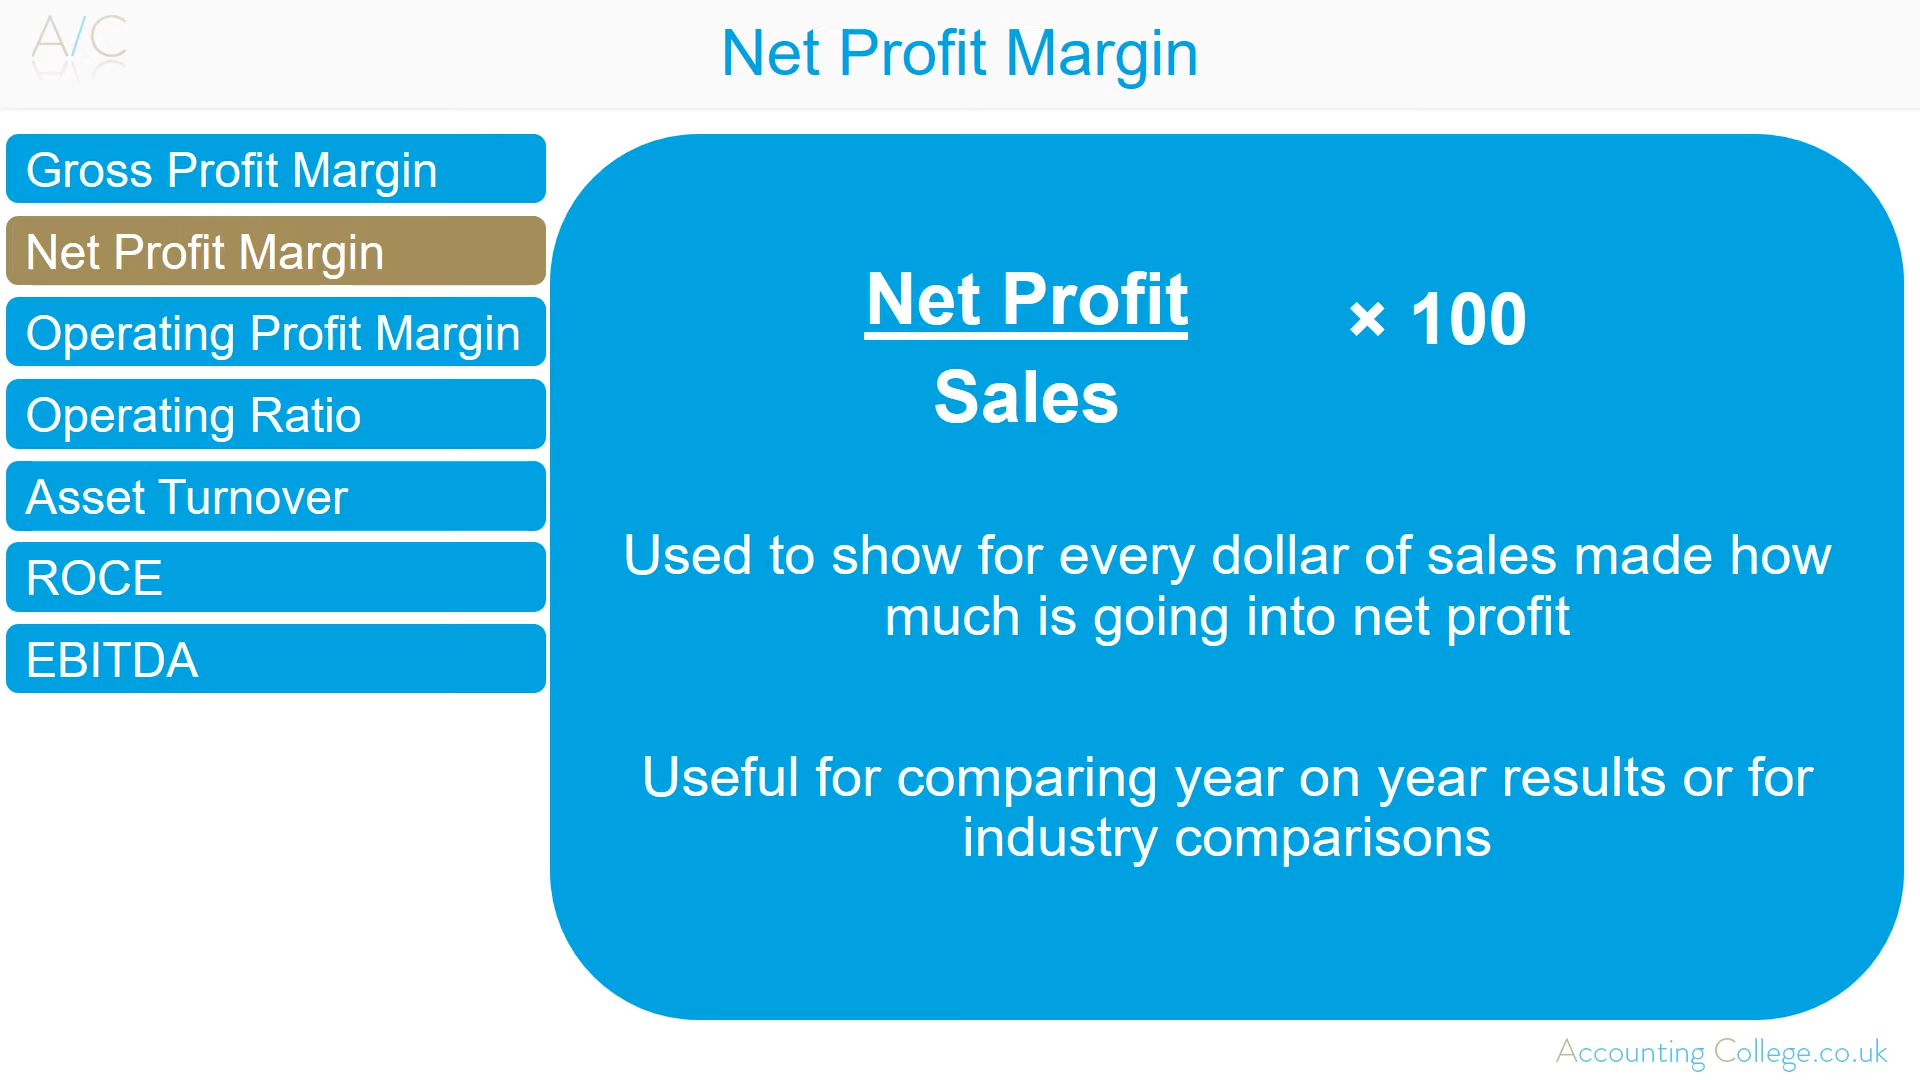 A/C
Net Profit Margin
Gross Profit Margin
Net Profit Margin
Operating Profit Margin
Operating Ratio
Asset Turnover
ROCE
EBITDA
Net Profit
× 100
Sales
Used to show for every dollar of sales made how
much is going into net profit
Useful for comparing year on year results or for
industry comparisons
Accounting College.co.uk